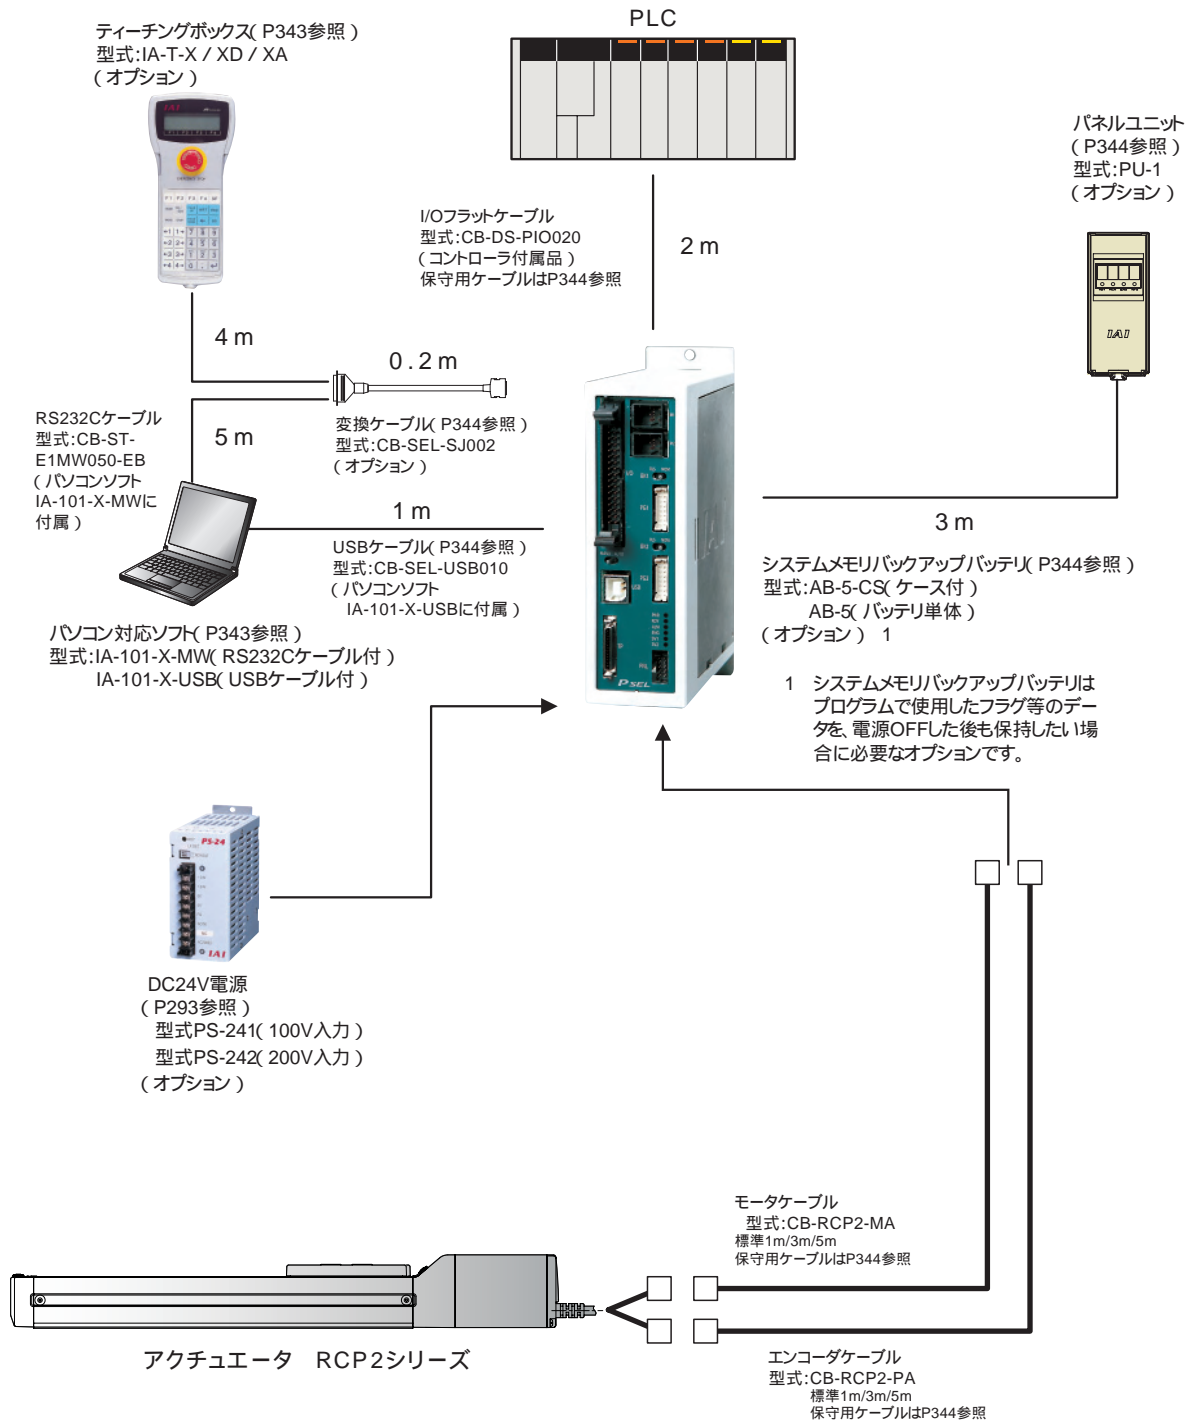 ティーチングボックス( P343参照 )
型式:IA-T-X / XD / XA
( オプション )
PLC
パネルユニット
( P344参照 )
型式:PU-1
( オプション )
I/Oフラットケーブル
型式:CB-DS-PIO020
( コントローラ付属品 )
保守用ケーブルはP344参照
2 m
IAI
4 m
0.2 m
RS232Cケーブル
型式:CB-ST-
E1MW050-EB
( パソコンソフト
IA-101-X-MWに
付属 )
5 m
変換ケーブル( P344参照 )
型式:CB-SEL-SJ002
( オプション )
1 m
USBケーブル( P344参照 )
型式:CB-SEL-USB010
( パソコンソフト
IA-101-X-USBに付属 )
3 m
システムメモリバックアップバッテリ( P344参照 )
型式:AB-5-CS( ケース付 )
AB-5( バッテリ単体 )
( オプション ) 1
パソコン対応ソフト( P343参照 )
型式:IA-101-X-MW( RS232Cケーブル付 )
IA-101-X-USB( USBケーブル付 )
P SEL
1 システムメモリバックアップバッテリは
プログラムで使用したフラグ等のデー
タを、電源OFFした後も保持したい場
合に必要なオプションです。
PS-24
IAI
DC24V電源
( P293参照 )
型式PS-241( 100V入力 )
型式PS-242( 200V入力 )
( オプション )
モータケーブル
型式:CB-RCP2-MA
標準1m/3m/5m
保守用ケーブルはP344参照
アクチュエータ RCP2シリーズ
エンコーダケーブル
型式:CB-RCP2-PA
標準1m/3m/5m
保守用ケーブルはP344参照